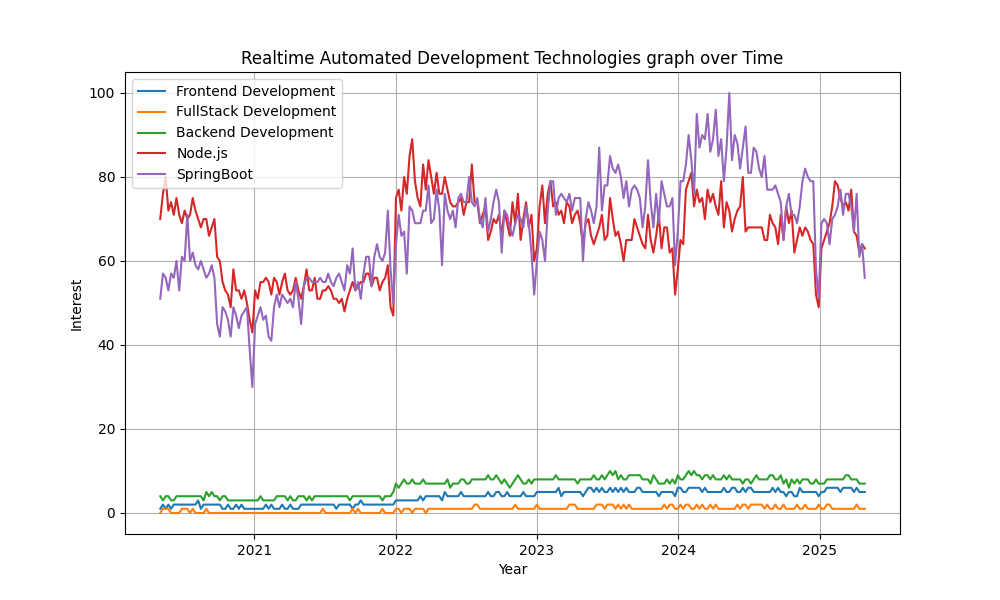 Realtime Automated Development Technologies graph over Time
Frontend Development
FullStack Development
Backend Development
Node.js
SpringBoot
100
80
60
40
20
0
Interest
2021
2022
2023
2024
2025
Year